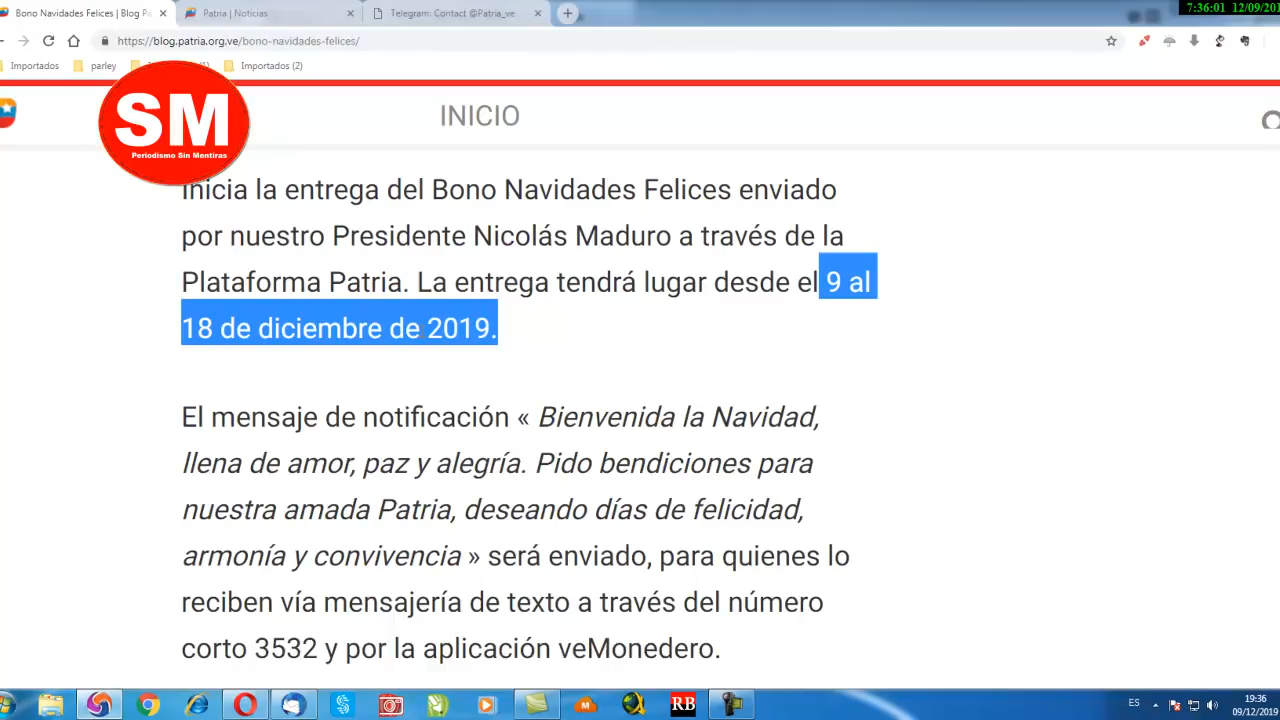 Bono Navidades Felices | Blog Pa
Patria | Noticias
Telegram: Contact @Patria_ve
7:36:01 12/09/201
https://blog.patria.org.ve/bono-navidades-felices/
Importados
parley
Importados (2)
SM
Periodismo Sin Mentiras
INICIO
Inicia la entrega del Bono Navidades Felices enviado
por nuestro Presidente Nicolás Maduro a través de la
Plataforma Patria. La entrega tendrá lugar desde el 9 al
18 de diciembre de 2019.
El mensaje de notificación « Bienvenida la Navidad,
llena de amor, paz y alegría. Pido bendiciones para
nuestra amada Patria, deseando días de felicidad,
armonía y convivencia » será enviado, para quienes lo
reciben vía mensajería de texto a través del número
corto 3532 y por la aplicación veMonedero.
RB
ES
19:36
09/12/2019